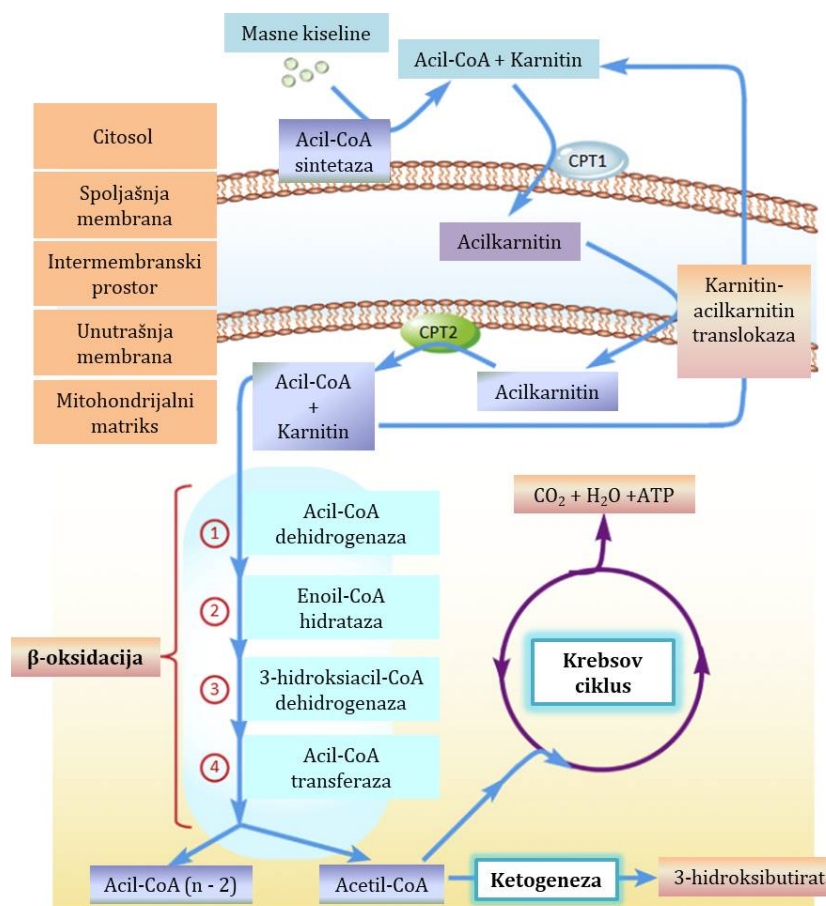 Masne kiseline
Acil-CoA + Karnitin
Citosol
Acil-CoA
sintetaza
CPT1
Spoljašnja
membrana
Acilkarnitin
Intermembranski
prostor
Karnitin-
acilkarnitin
translokaza
Unutrašnja
membrana
CPT2
Acil-CoA
+
Karnitin
Acilkarnitin
Mitohondrijalni
matriks
CO₂ + H₂O +ATP
1
Acil-CoA
dehidrogenaza
2
Enoil-CoA
hidrataza
β-oksidacija
3
3-hidroksiacil-CoA
dehidrogenaza
Krebsov
ciklus
4
Acil-CoA
transferaza
Acil-CoA (n - 2)
Acetil-CoA
Ketogeneza
3-hidroksibutirat